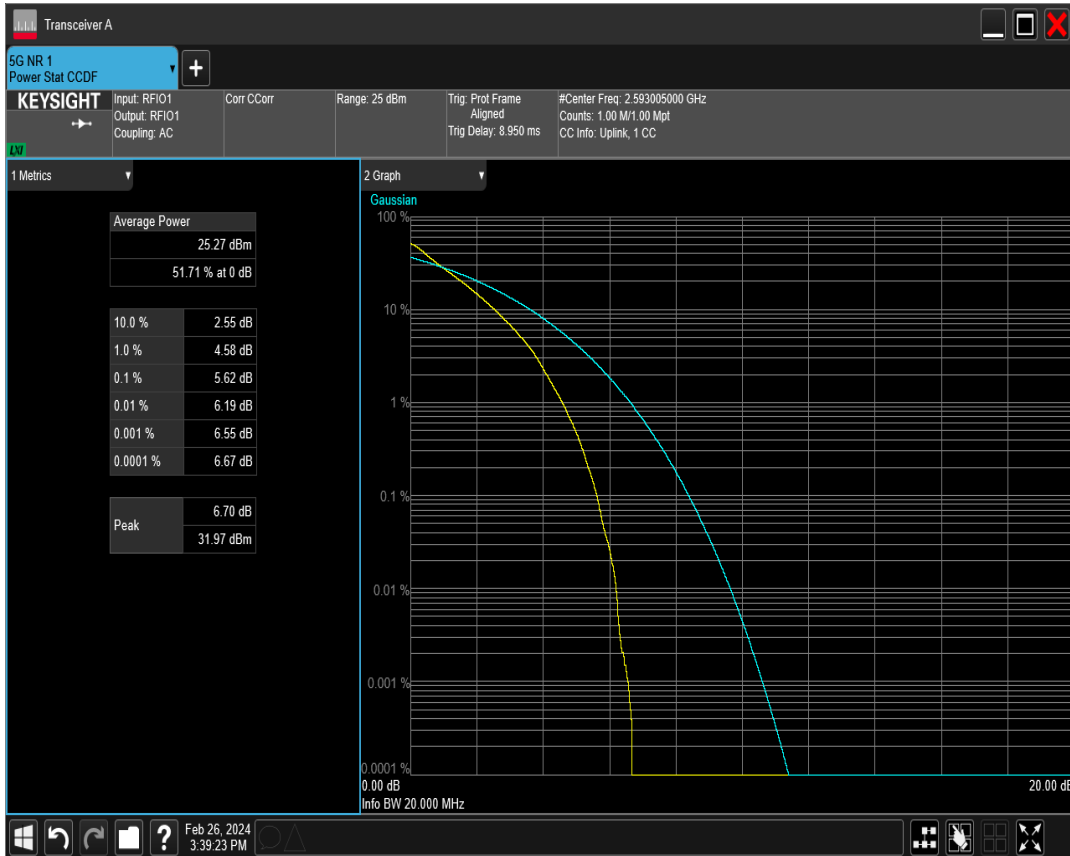 Transceiver A
5G NR 1
Power Stat CCDF
+
KEYSIGHT
LXI
Input: RFIO1
Output: RFIO1
Coupling: AC
Corr CCorr
Range: 25 dBm
Trig: Prot Frame
Aligned
Trig Delay: 8.950 ms
#Center Freq: 2.593005000 GHz
Counts: 1.00 M/1.00 Mpt
CC Info: Uplink, 1 CC
1 Metrics
Average Power
25.27 dBm
51.71 % at 0 dB
10.0 % 2.55 dB
1.0 % 4.58 dB
0.1 % 5.62 dB
0.01 % 6.19 dB
0.001 % 6.55 dB
0.0001 % 6.67 dB
Peak
6.70 dB
31.97 dBm
2 Graph
Gaussian
100 %
10 %
1 %
0.1 %
0.01 %
0.001 %
0.0001 %
0.00 dB 20.00 dB
Info BW 20.000 MHz
?
Feb 26, 2024
3:39:23 PM